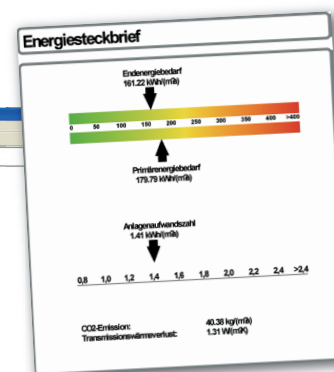 Energiesteckbrief
Endenergiebedarf
161.22 kWh/(m²a)
0 50 100 150 200 250 300 350 400 >400
Primärenergiebedarf
179.79 kWh/(m²a)
Anlagenaufwandszahl
1.41 kWh/(m²a)
0,8 1,0 1,2 1,4 1,6 1,8 2,0 2,2 2,4 >2,4
CO2-Emission: 40.38 kg/(m²a)
Transmissionswärmeverlust: 1.31 W/(m²K)